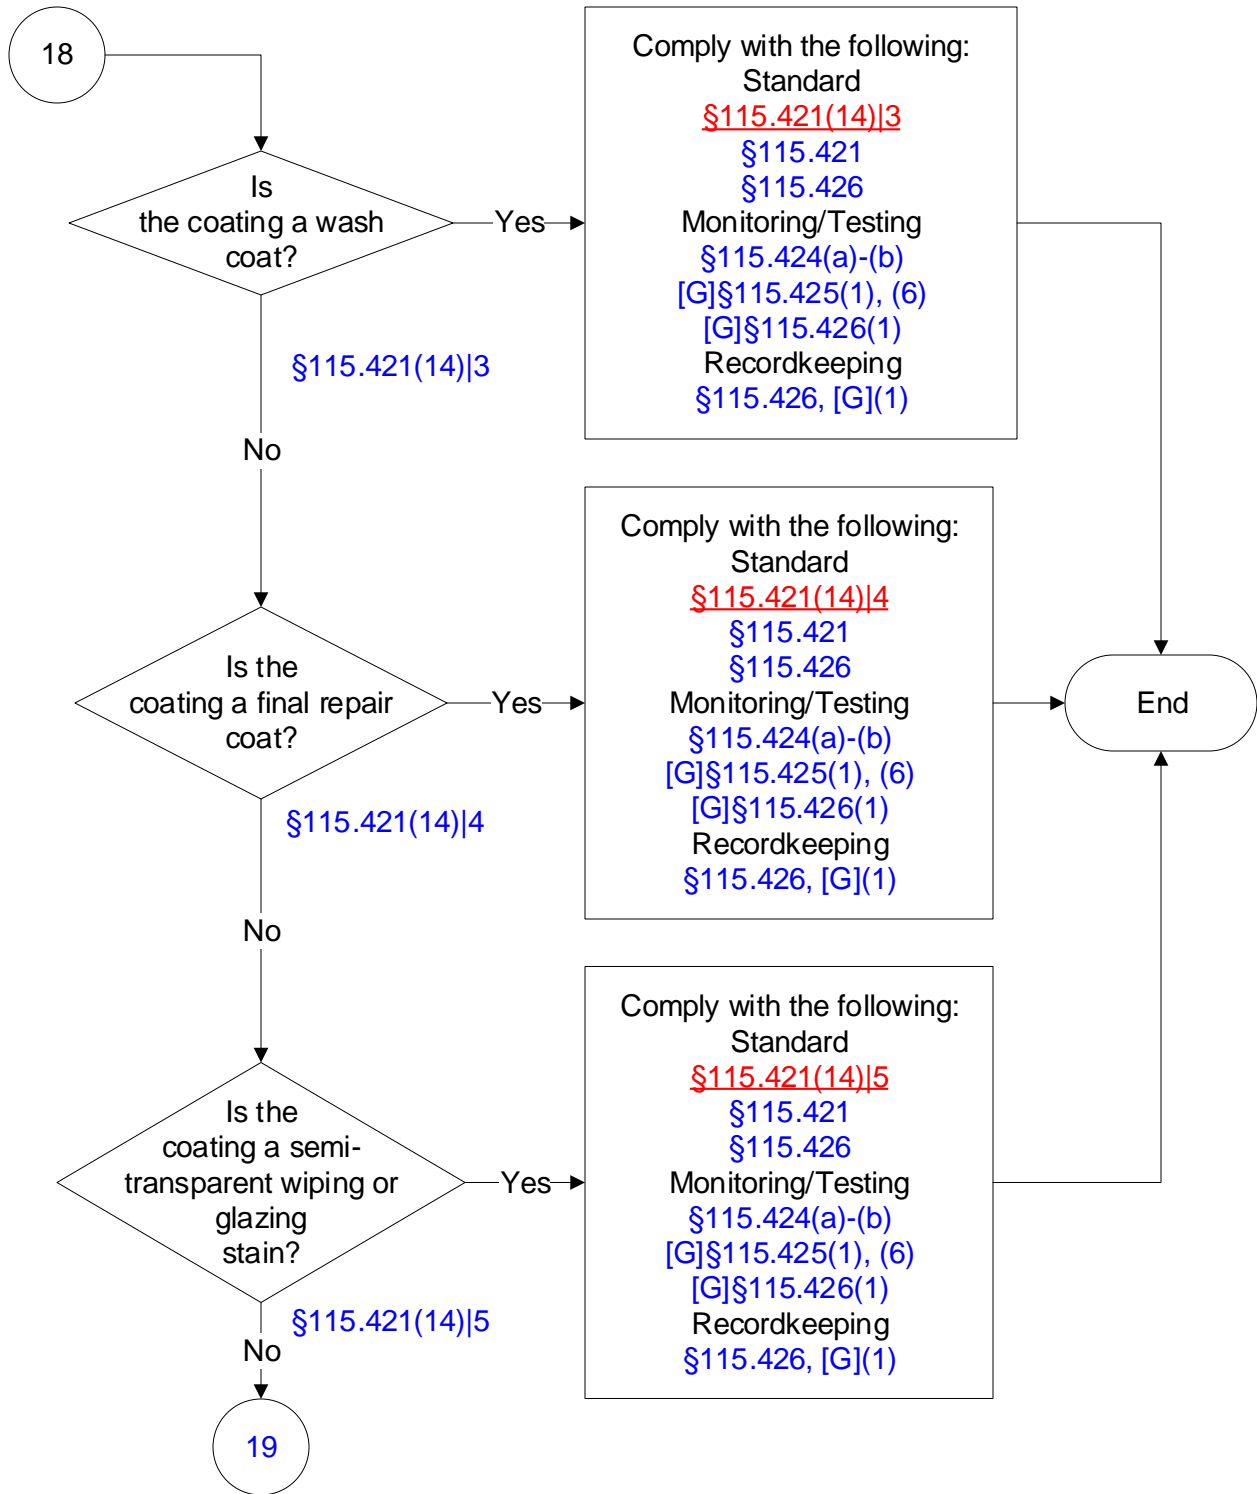 18
Is
the coating a wash
coat?
Yes
Comply with the following:
Standard
§115.421(14)|3
§115.421
§115.426
Monitoring/Testing
§115.424(a)-(b)
[G]§115.425(1), (6)
[G]§115.426(1)
Recordkeeping
§115.426, [G](1)
§115.421(14)|3
No
Is the
coating a final repair
coat?
Yes
Comply with the following:
Standard
§115.421(14)|4
§115.421
§115.426
Monitoring/Testing
§115.424(a)-(b)
[G]§115.425(1), (6)
[G]§115.426(1)
Recordkeeping
§115.426, [G](1)
End
§115.421(14)|4
No
Is the
coating a semi-
transparent wiping or
glazing
stain?
Yes
Comply with the following:
Standard
§115.421(14)|5
§115.421
§115.426
Monitoring/Testing
§115.424(a)-(b)
[G]§115.425(1), (6)
[G]§115.426(1)
Recordkeeping
§115.426, [G](1)
§115.421(14)|5
No
19